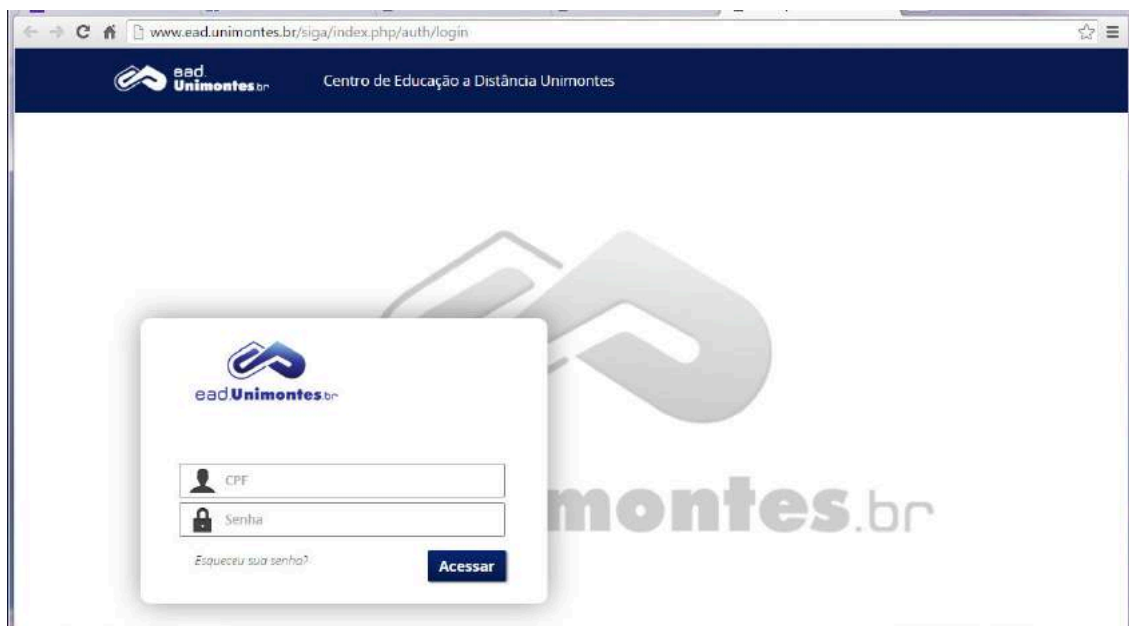 www.ead.unimontes.br/siga/index.php/auth/login
ead.
Unimontes.br
Centro de Educação a Distância Unimontes
ead.Unimontes.br
CPF
Senha
Esqueceu sua senha?
Acessar
montes.br